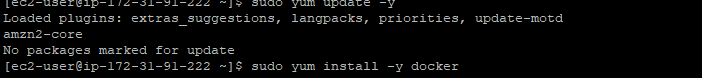 [ec2-user@ip-172-31-91-222 ~]$ sudo yum update -y
Loaded plugins: extras_suggestions, langpacks, priorities, update-motd
amzn2-core
No packages marked for update
[ec2-user@ip-172-31-91-222 ~]$ sudo yum install -y docker